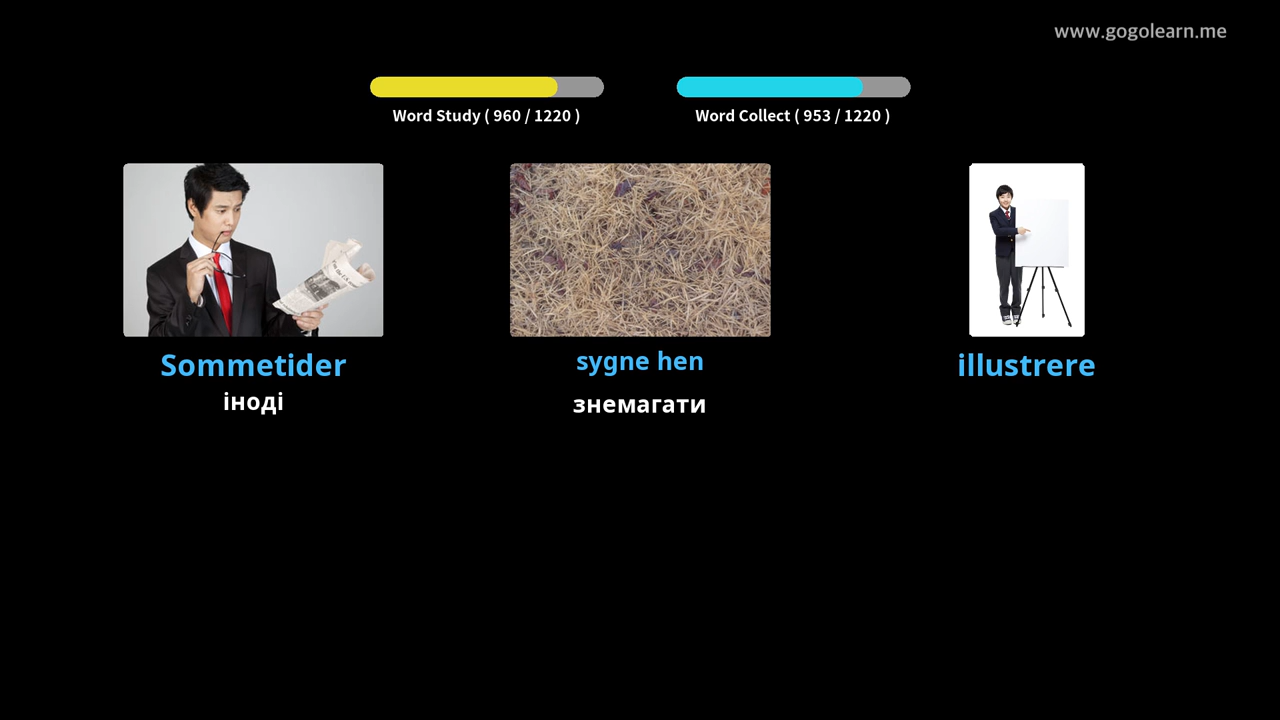 www.gogolearn.me
Word Study ( 960 / 1220 )
Word Collect ( 953 / 1220 )
Sommetider
іноді
sygne hen
знемагати
illustrere